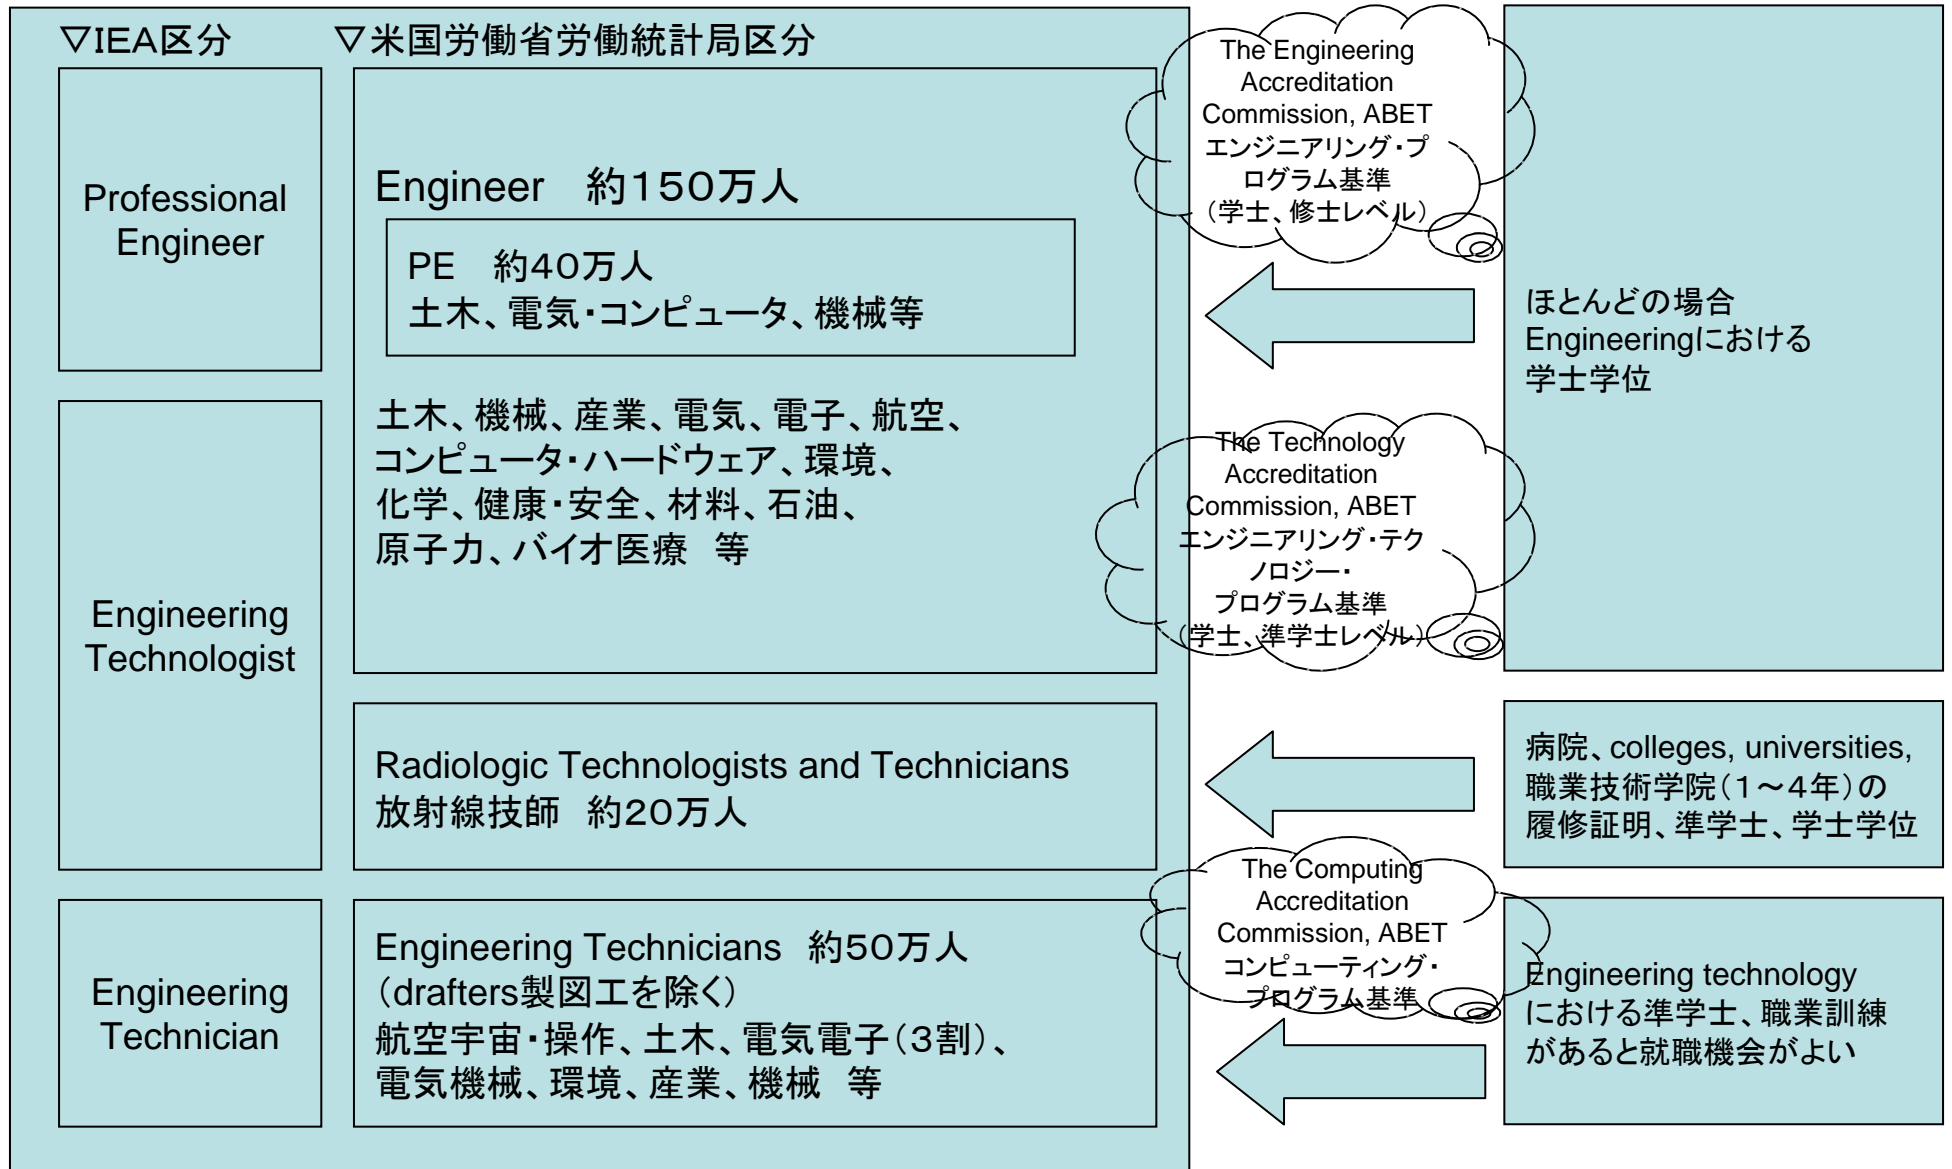 ▽IEA区分
▽米国労働省労働統計局区分
Professional
Engineer
Engineering
Technologist
Engineering
Technician
Engineer　約150万人
PE　約40万人
土木、電気・コンピュータ、機械等
土木、機械、産業、電気、電子、航空、
コンピュータ・ハードウェア、環境、
化学、健康・安全、材料、石油、
原子力、バイオ医療　等
Radiologic Technologists and Technicians
放射線技師　約20万人
Engineering Technicians　約50万人
（drafters製図工を除く）
航空宇宙・操作、土木、電気電子（3割）、
電気機械、環境、産業、機械　等
The Engineering
Accreditation
Commission, ABET
エンジニアリング・プ
ログラム基準
（学士、修士レベル）
The Technology
Accreditation
Commission, ABET
エンジニアリング・テク
ノロジー・
プログラム基準
（学士、準学士レベル）
The Computing
Accreditation
Commission, ABET
コンピューティング・
プログラム基準
ほとんどの場合
Engineeringにおける
学士学位
病院、colleges, universities,
職業技術学院（1～4年）の
履修証明、準学士、学士学位
Engineering technology
における準学士、職業訓練
があると就職機会がよい